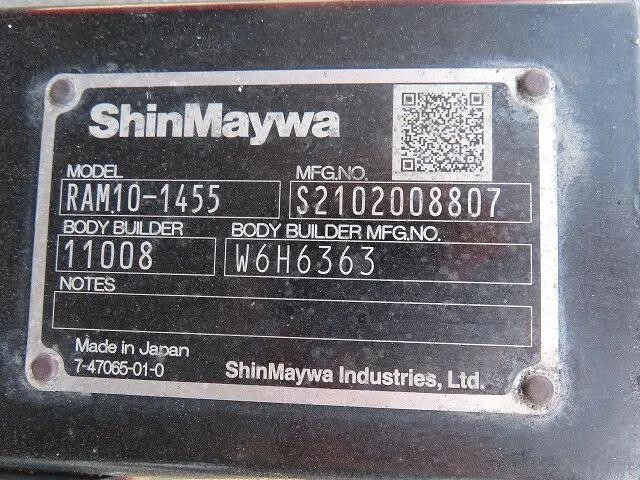 ShinMaywa
MODEL MFG.NO.
RAM10-1455 S2102008807
BODY BUILDER BODY BUILDER MFG.NO.
11008 W6H6363
NOTES
Made in Japan
7-47065-01-0 ShinMaywa Industries, Ltd.